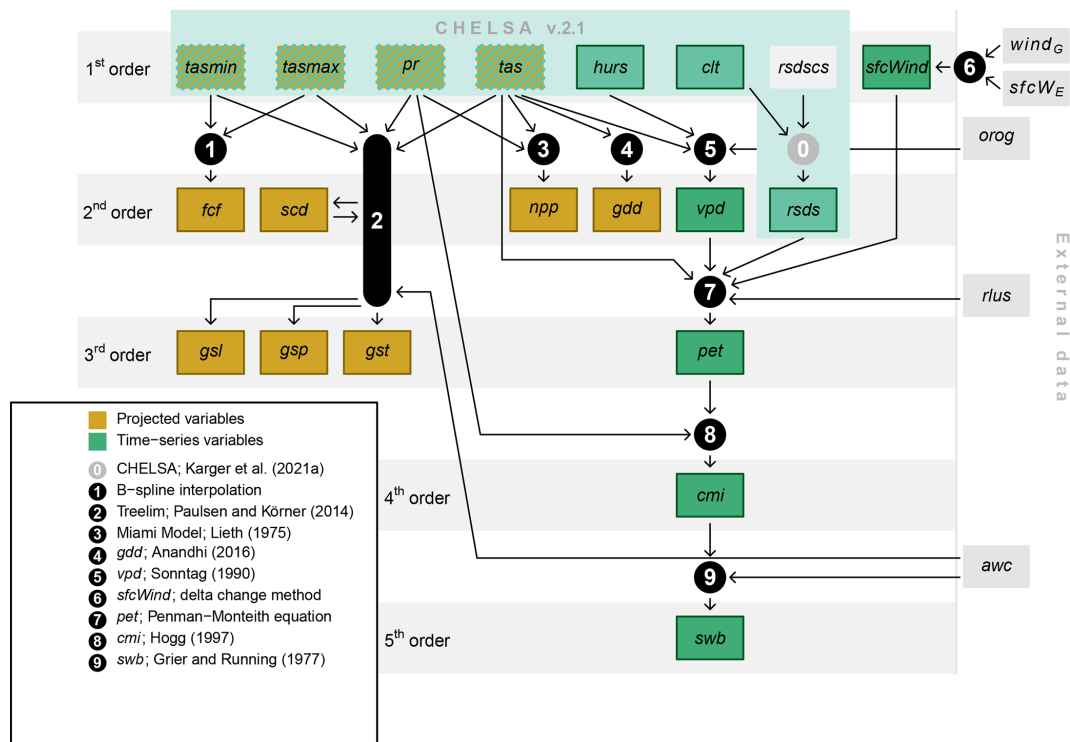 CHELSA v.2.1
1st order
tasmin
tasmax
pr
tas
hurs
clt
rsdscs
sfcWind
6
windG
sfcWE
1
2
3
4
5
0
orog
2nd order
fcf
scd
npp
gdd
vpd
rsds
External data
7
rlus
3rd order
gsl
gsp
gst
pet
8
4th order
cmi
9
awc
5th order
swb
Projected variables
Time−series variables
0 CHELSA; Karger et al. (2021a)
1 B−spline interpolation
2 Treelim; Paulsen and Körner (2014)
3 Miami Model; Lieth (1975)
4 gdd; Anandhi (2016)
5 vpd; Sonntag (1990)
6 sfcWind; delta change method
7 pet; Penman−Monteith equation
8 cmi; Hogg (1997)
9 swb; Grier and Running (1977)